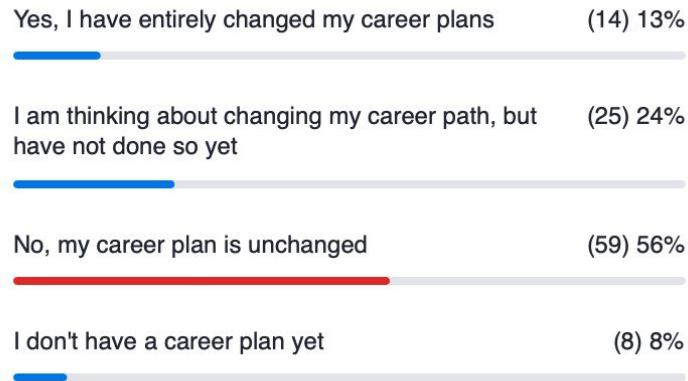 Yes, I have entirely changed my career plans (14) 13%
I am thinking about changing my career path, but (25) 24%
have not done so yet
No, my career plan is unchanged (59) 56%
I don't have a career plan yet (8) 8%